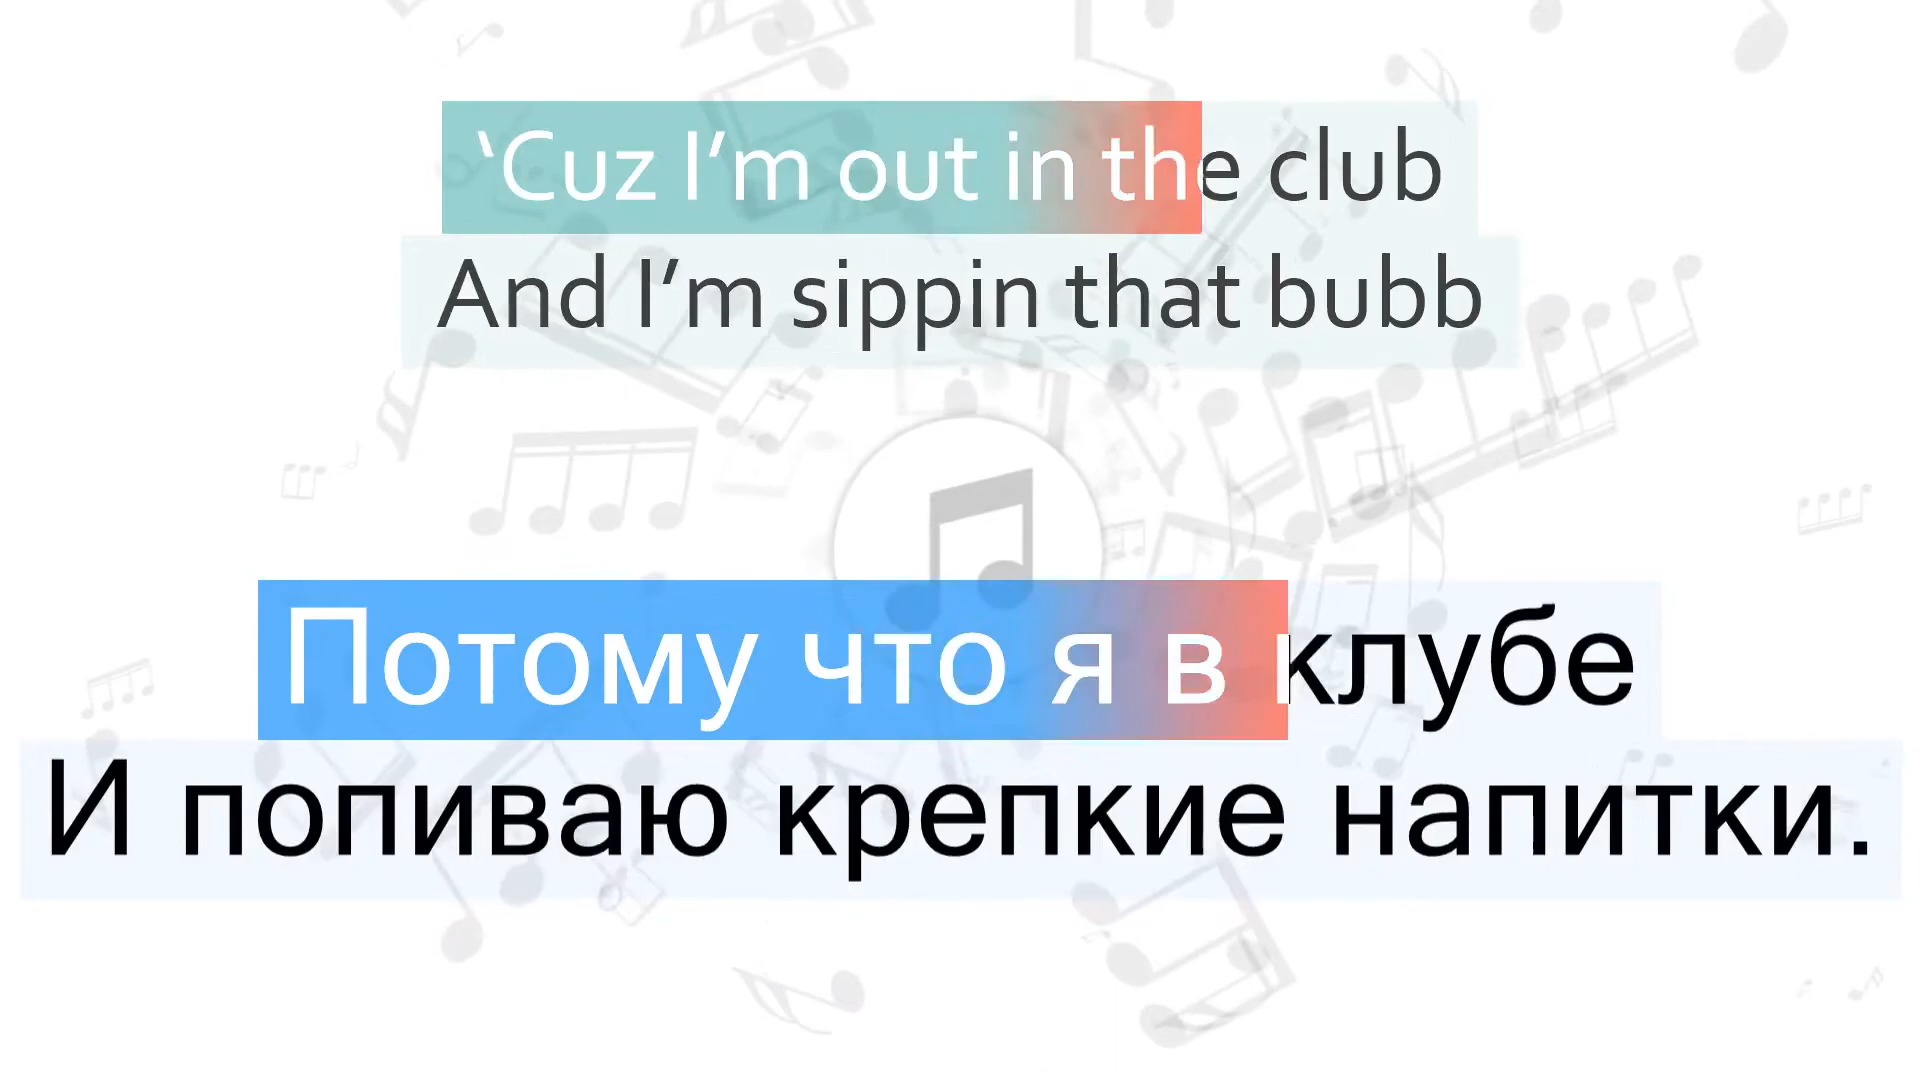 ‘Cuz I’m out in the club
And I’m sippin that bubb
Потому что я в клубе
И попиваю крепкие напитки.